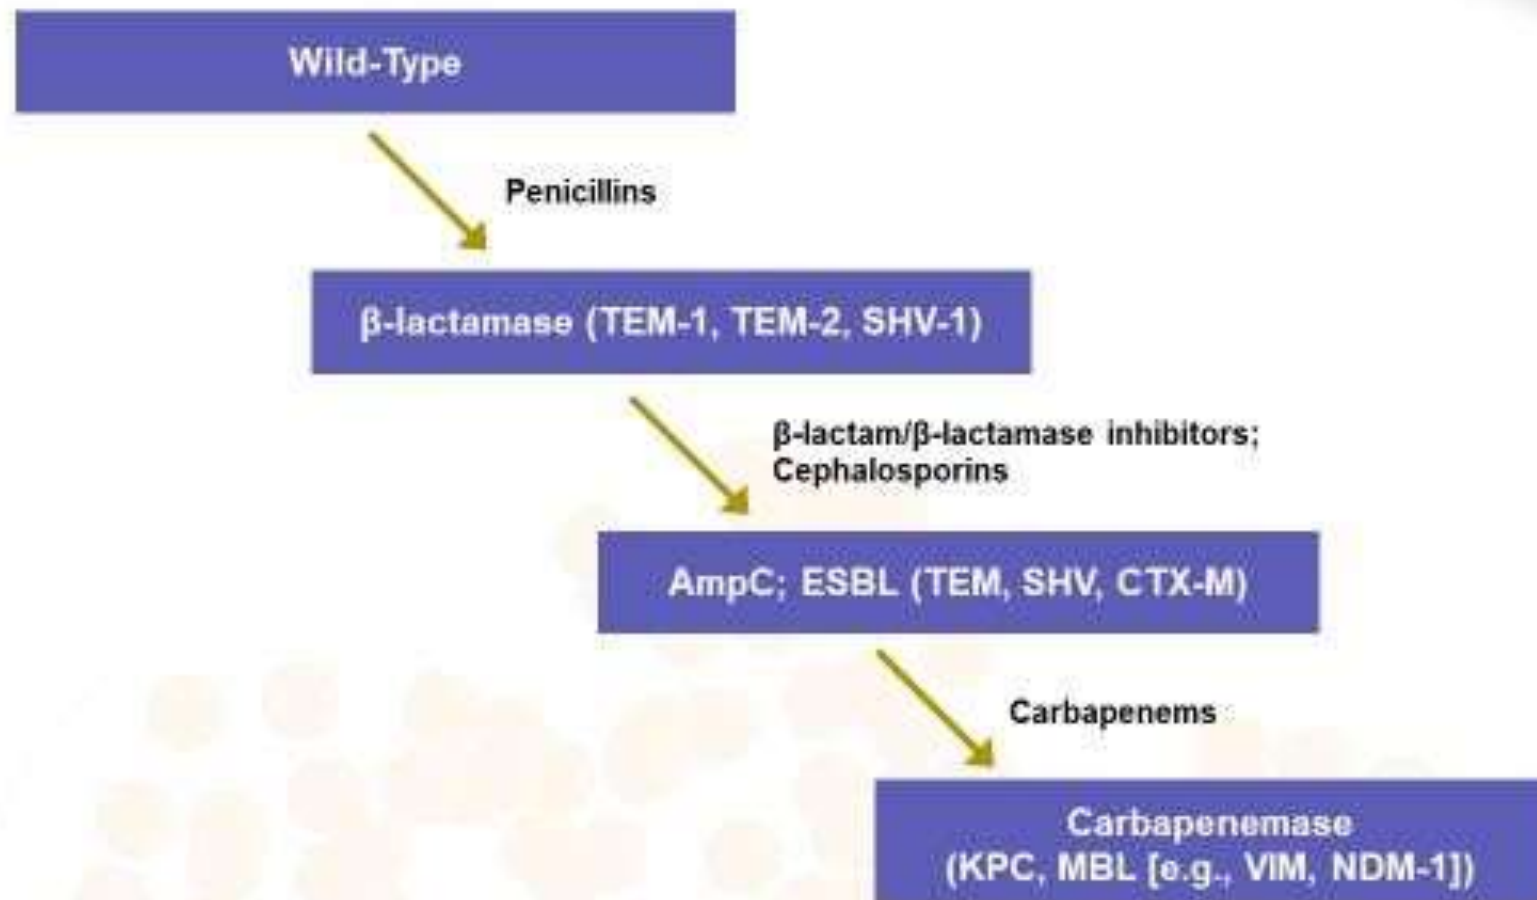 Wild-Type
Penicillins
β-lactamase (TEM-1, TEM-2, SHV-1)
β-lactam/β-lactamase inhibitors;
Cephalosporins
AmpC; ESBL (TEM, SHV, CTX-M)
Carbapenems
Carbapenemase
(KPC, MBL [e.g., VIM, NDM-1])